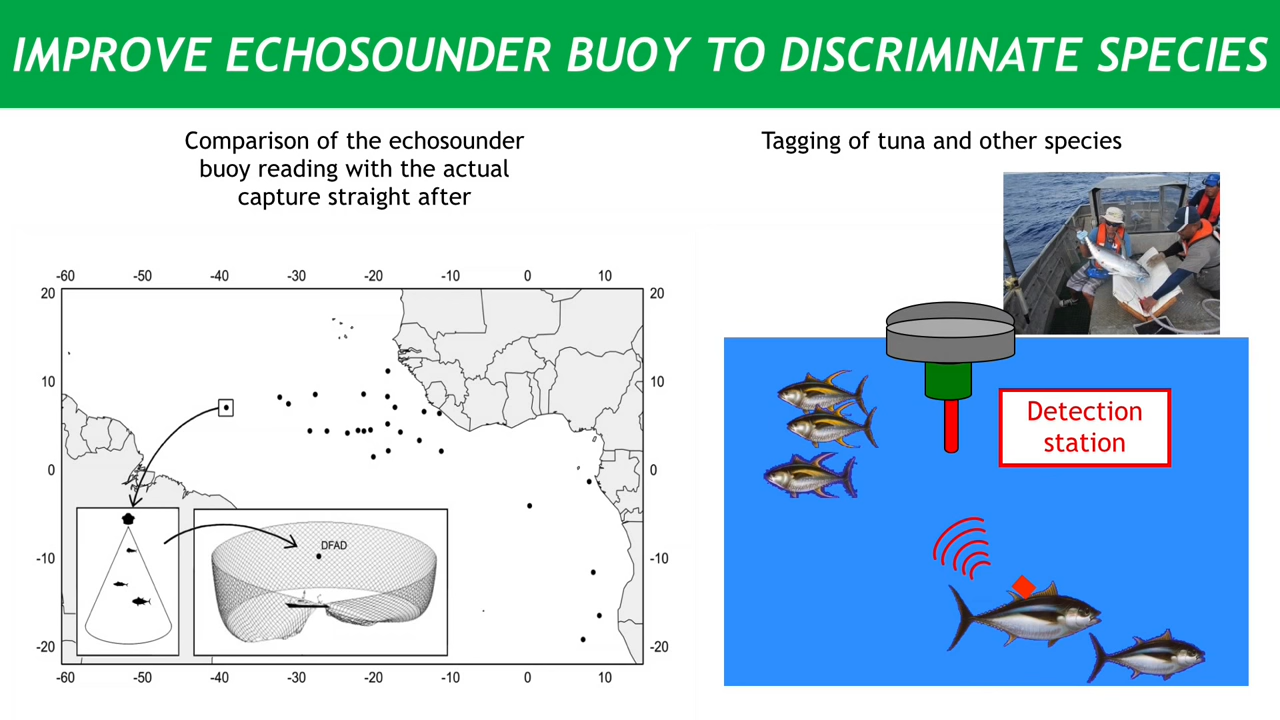 IMPROVE ECHOSOUNDER BUOY TO DISCRIMINATE SPECIES
Comparison of the echosounder
buoy reading with the actual
capture straight after
Tagging of tuna and other species
-60 -50 -40 -30 -20 -10 0 10
20 20
10 10
0 0
-10 -10
-20 -20
-60 -50 -40 -30 -20 -10 0 10
DFAD
Detection
station